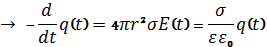 → − d/dt q(t) = 4πr²σE(t) = σ/εε₀ q(t)